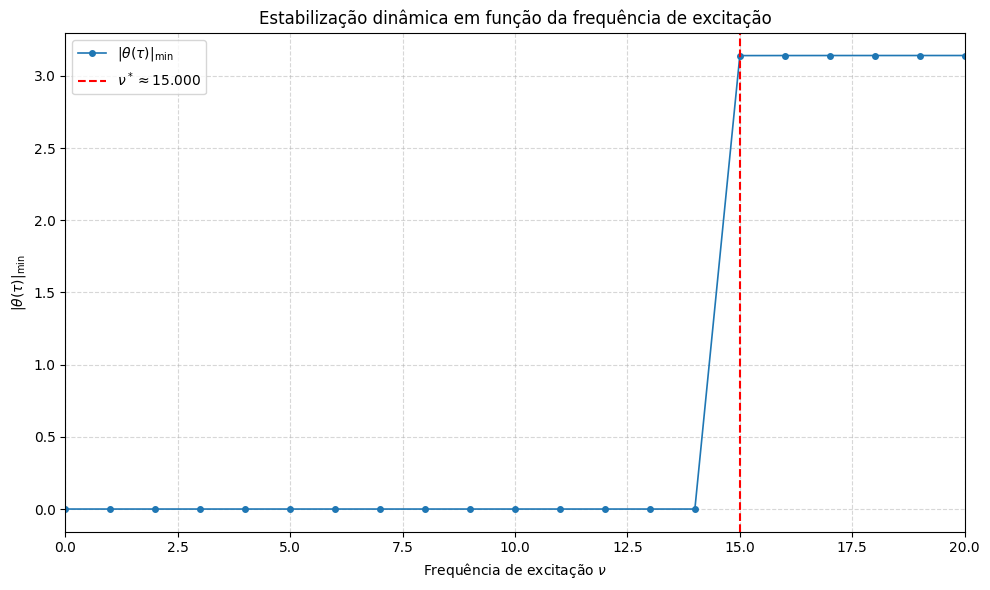 Estabilização dinâmica em função da frequência de excitação
|θ(τ)|min
ν* ≈ 15.000
3.0
2.5
2.0
1.5
1.0
0.5
0.0
|θ(τ)|min
0.0 2.5 5.0 7.5 10.0 12.5 15.0 17.5 20.0
Frequência de excitação ν